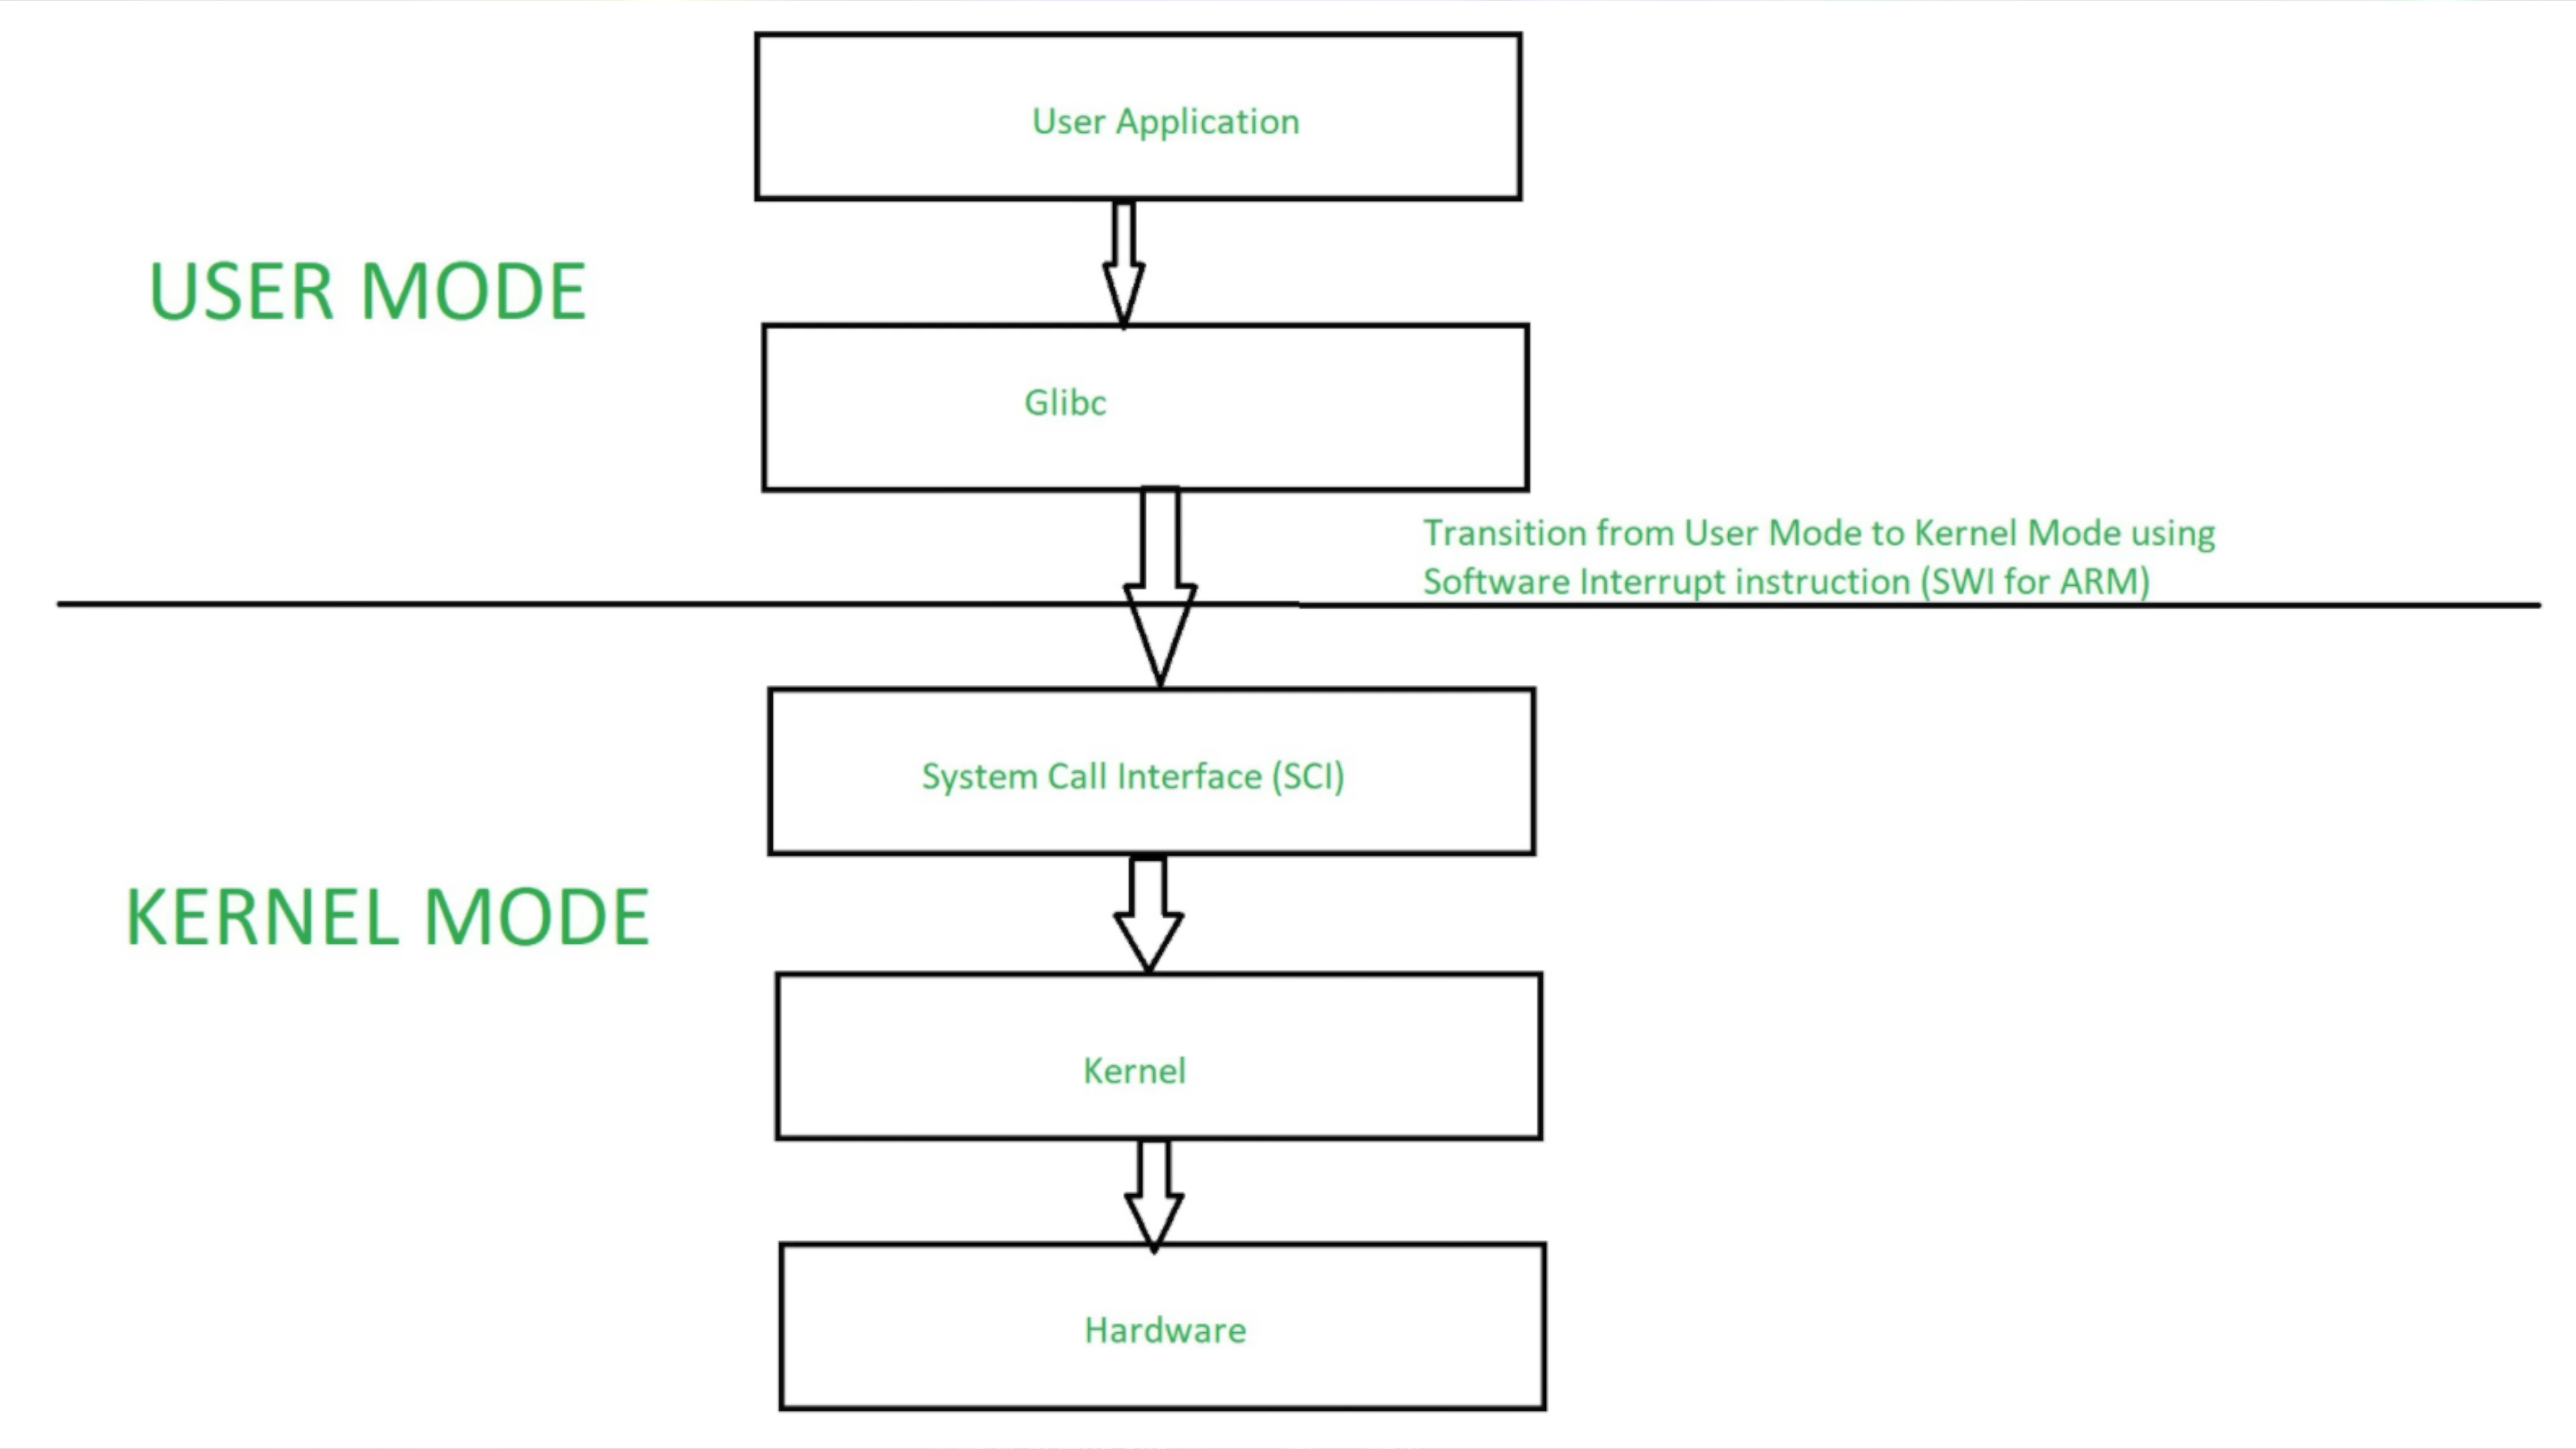 User Application
USER MODE
Glibc
Transition from User Mode to Kernel Mode using
Software Interrupt instruction (SWI for ARM)
System Call Interface (SCI)
KERNEL MODE
Kernel
Hardware